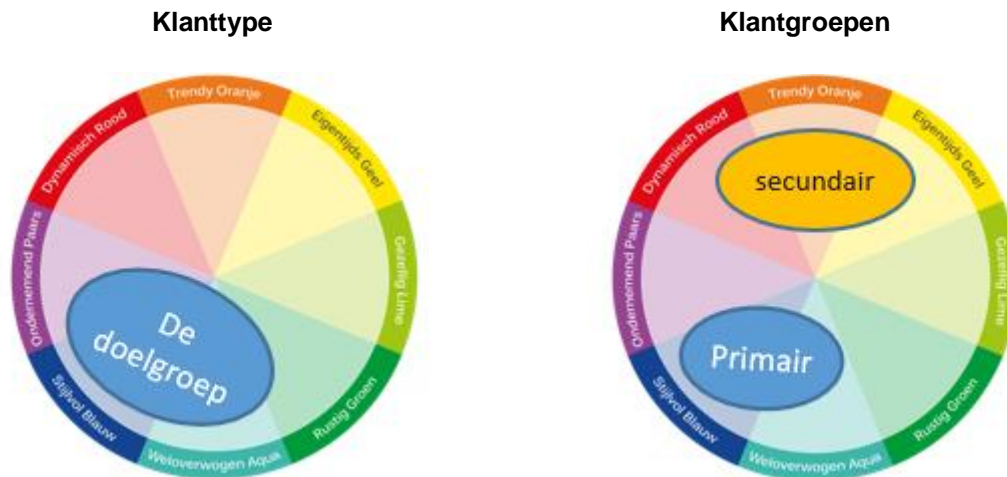 Klanttype
Klantgroepen
Trendy Oranje
Eigentijds Geel
Gezellig Lime
Rustig Groen
Weloverwogen Aqua
Stijlvol Blauw
Ondernemend Paars
Dynamisch Rood
De
doelgroep
Trendy Oranje
Eigentijds Geel
Gezellig Lime
Rustig Groen
Weloverwogen Aqua
Stijlvol Blauw
Ondernemend Paars
Dynamisch Rood
secundair
Primair